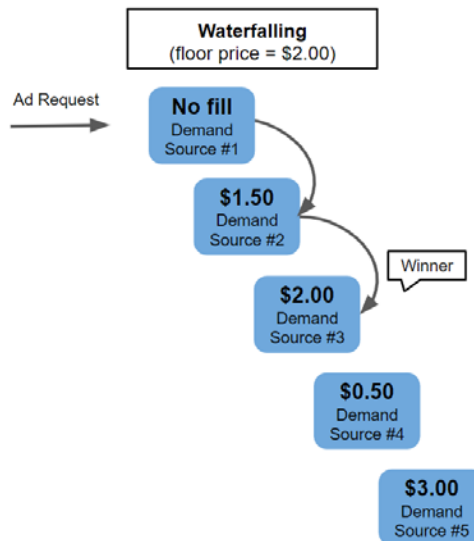 Waterfalling
(floor price = $2.00)
Ad Request
No fill
Demand
Source #1
$1.50
Demand
Source #2
Winner
$2.00
Demand
Source #3
$0.50
Demand
Source #4
$3.00
Demand
Source #5